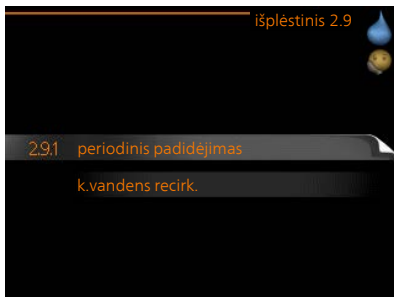 išplėstinis 2.9
2.9.1 periodinis padidėjimas
k.vandens recirk.